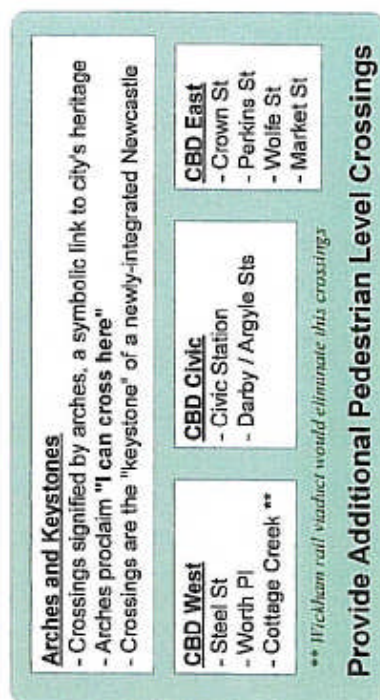 Arches and Keystones
- Crossings signified by arches, a symbolic link to city's heritage
- Arches proclaim "I can cross here"
- Crossings are the "keystone" of a newly-integrated Newcastle
CBD West
- Steel St
- Worth Pl
- Cottage Creek **
CBD Civic
- Civic Station
- Darby / Argyle Sts
CBD East
- Crown St
- Perkins St
- Wolfe St
- Market St
** Wickham rail viaduct would eliminate this crossings
Provide Additional Pedestrian Level Crossings